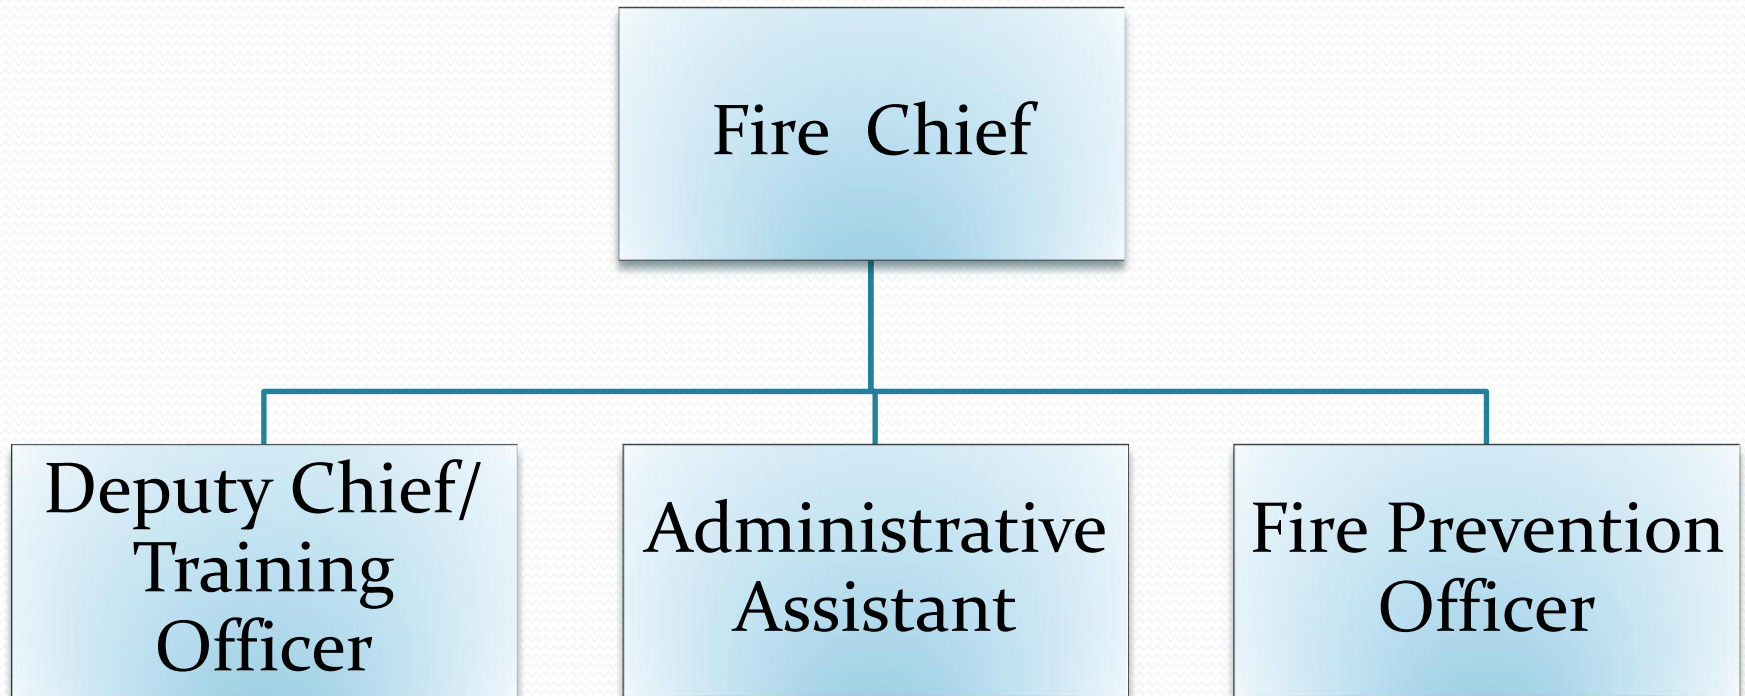 Fire  Chief
Deputy Chief/
Training
Officer
Administrative
Assistant
Fire Prevention
Officer